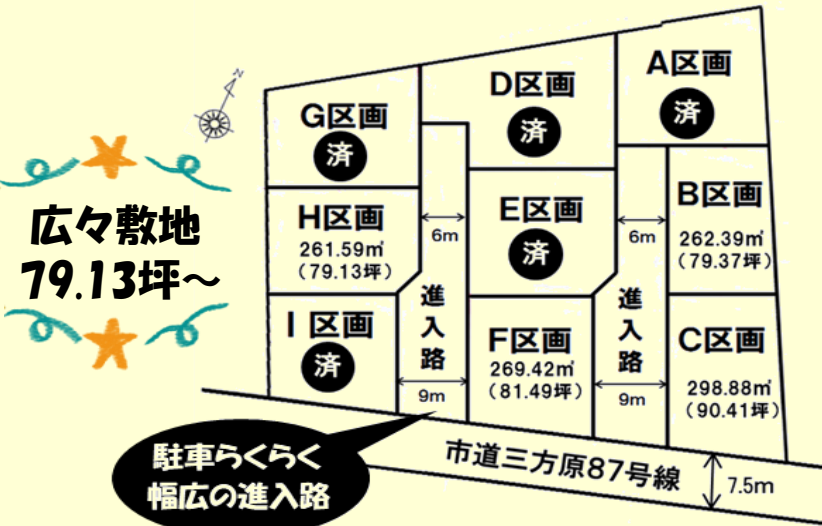 N
広々敷地
79.13坪~
G区画
済
D区画
済
A区画
済
H区画
261.59㎡
(79.13坪)
6m
E区画
済
6m
B区画
262.39㎡
(79.37坪)
I区画
済
進入路
9m
F区画
269.42㎡
(81.49坪)
進入路
9m
C区画
298.88㎡
(90.41坪)
駐車らくらく
幅広の進入路
市道三方原87号線
7.5m